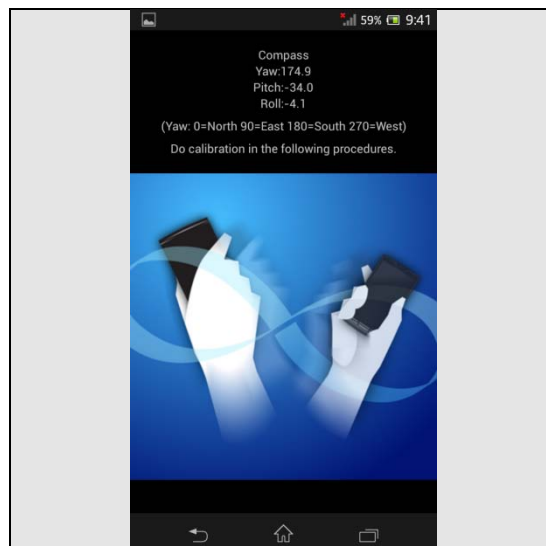 59% 9:41
Compass
Yaw:174.9
Pitch:-34.0
Roll:-4.1
(Yaw: 0=North 90=East 180=South 270=West)
Do calibration in the following procedures.